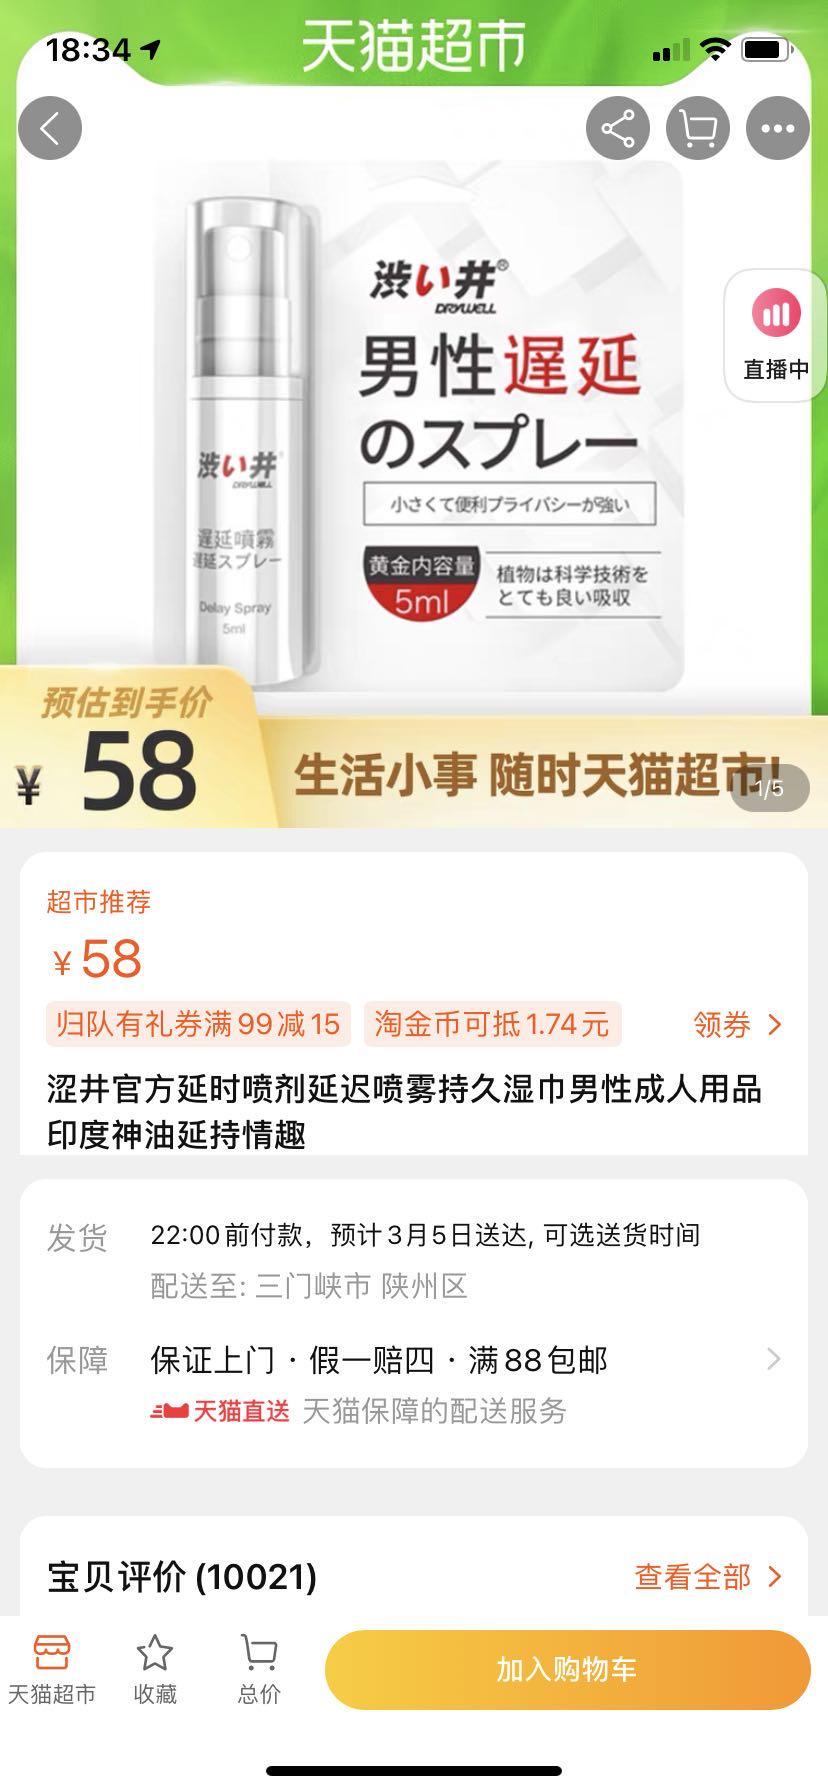 天猫超市
18:34
渋い井®
DRYWELL
男性遅延
のスプレー
小さくて便利プライバシーが強い
黄金内容量
5ml
植物は科学技術を
とても良い吸収
渋い井
DRYWELL
遅延噴霧
遅延スプレー
Delay Spray
5ml
直播中
预估到手价
¥ 58
生活小事 随时天猫超市!
1/5
超市推荐
¥58
归队有礼券满99减15 淘金币可抵1.74元 领券
涩井官方延时喷剂延迟喷雾持久湿巾男性成人用品
印度神油延持情趣
发货 22:00前付款，预计3月5日送达, 可选送货时间
配送至: 三门峡市 陕州区
保障 保证上门 · 假一赔四 · 满88包邮
天猫直送 天猫保障的配送服务
宝贝评价 (10021) 查看全部
天猫超市 收藏 总价 加入购物车